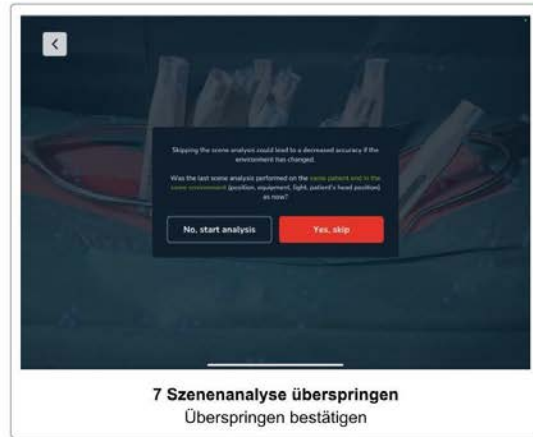 Skipping the scene analysis could lead to a decreased accuracy if the
environment has changed.
Was the last scene analysis performed on the same patient and in the
same environment (position, equipment, light, patient's head position)
as now?
No, start analysis
Yes, skip
7 Szenenanalyse überspringen
Überspringen bestätigen